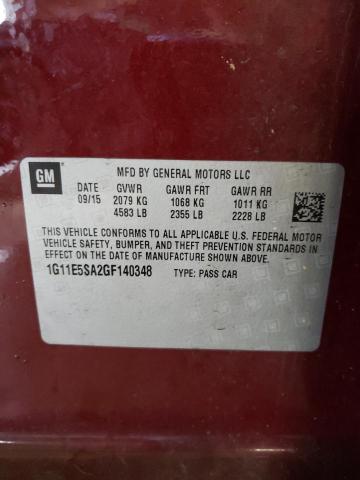 GM
MFD BY GENERAL MOTORS LLC
DATE GVWR GAWR FRT GAWR RR
09/15 2079 KG 1068 KG 1011 KG
4583 LB 2355 LB 2228 LB
THIS VEHICLE CONFORMS TO ALL APPLICABLE U.S. FEDERAL MOTOR
VEHICLE SAFETY, BUMPER, AND THEFT PREVENTION STANDARDS IN
EFFECT ON THE DATE OF MANUFACTURE SHOWN ABOVE.
1G11E5SA2GF140348 TYPE: PASS CAR